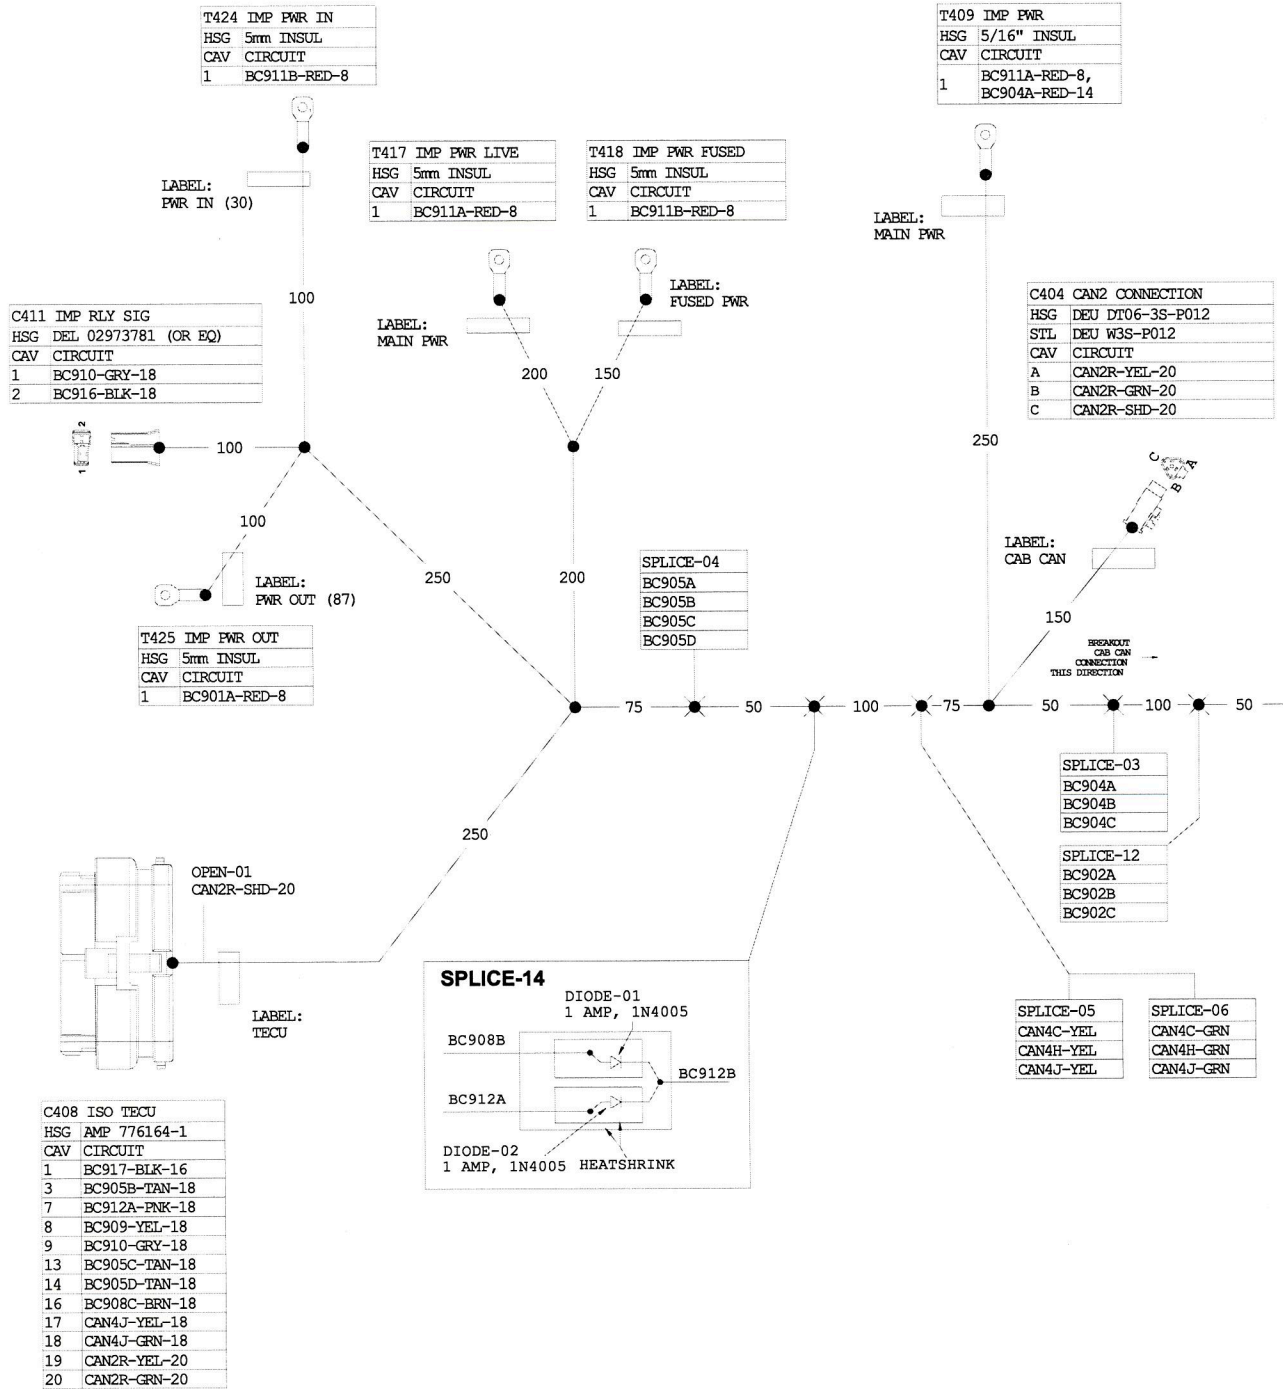 T424 IMP PWR IN
HSG 5mm INSUL
CAV CIRCUIT
1 BC911B-RED-8
T409 IMP PWR
HSG 5/16" INSUL
CAV CIRCUIT
1 BC911A-RED-8,
BC904A-RED-14
T417 IMP PWR LIVE
HSG 5mm INSUL
CAV CIRCUIT
1 BC911A-RED-8
T418 IMP PWR FUSED
HSG 5mm INSUL
CAV CIRCUIT
1 BC911B-RED-8
LABEL:
PWR IN (30)
LABEL:
MAIN PWR
LABEL:
FUSED PWR
LABEL:
MAIN PWR
100
200
150
250
C411 IMP RLY SIG
HSG DEL 02973781 (OR EQ)
CAV CIRCUIT
1 BC910-GRY-18
2 BC916-BLK-18
C404 CAN2 CONNECTION
HSG DEU DT06-3S-P012
STL DEU W3S-P012
CAV CIRCUIT
A CAN2R-YEL-20
B CAN2R-GRN-20
C CAN2R-SHD-20
1 2
100
C A
B
100
LABEL:
PWR OUT (87)
250
200
LABEL:
CAB CAN
150
T425 IMP PWR OUT
HSG 5mm INSUL
CAV CIRCUIT
1 BC901A-RED-8
SPLICE-04
BC905A
BC905B
BC905C
BC905D
BREAKOUT
CAB CAN
CONNECTION
THIS DIRECTION
75 50 100 75 50 100 50
250
SPLICE-03
BC904A
BC904B
BC904C
SPLICE-12
BC902A
BC902B
BC902C
OPEN-01
CAN2R-SHD-20
LABEL:
TECU
SPLICE-14
DIODE-01
1 AMP, 1N4005
BC908B
BC912B
BC912A
DIODE-02
1 AMP, 1N4005
HEATSHRINK
SPLICE-05
CAN4C-YEL
CAN4H-YEL
CAN4J-YEL
SPLICE-06
CAN4C-GRN
CAN4H-GRN
CAN4J-GRN
C408 ISO TECU
HSG AMP 776164-1
CAV CIRCUIT
1 BC917-BLK-16
3 BC905B-TAN-18
7 BC912A-PNK-18
8 BC909-YEL-18
9 BC910-GRY-18
13 BC905C-TAN-18
14 BC905D-TAN-18
16 BC908C-BRN-18
17 CAN4J-YEL-18
18 CAN4J-GRN-18
19 CAN2R-YEL-20
20 CAN2R-GRN-20